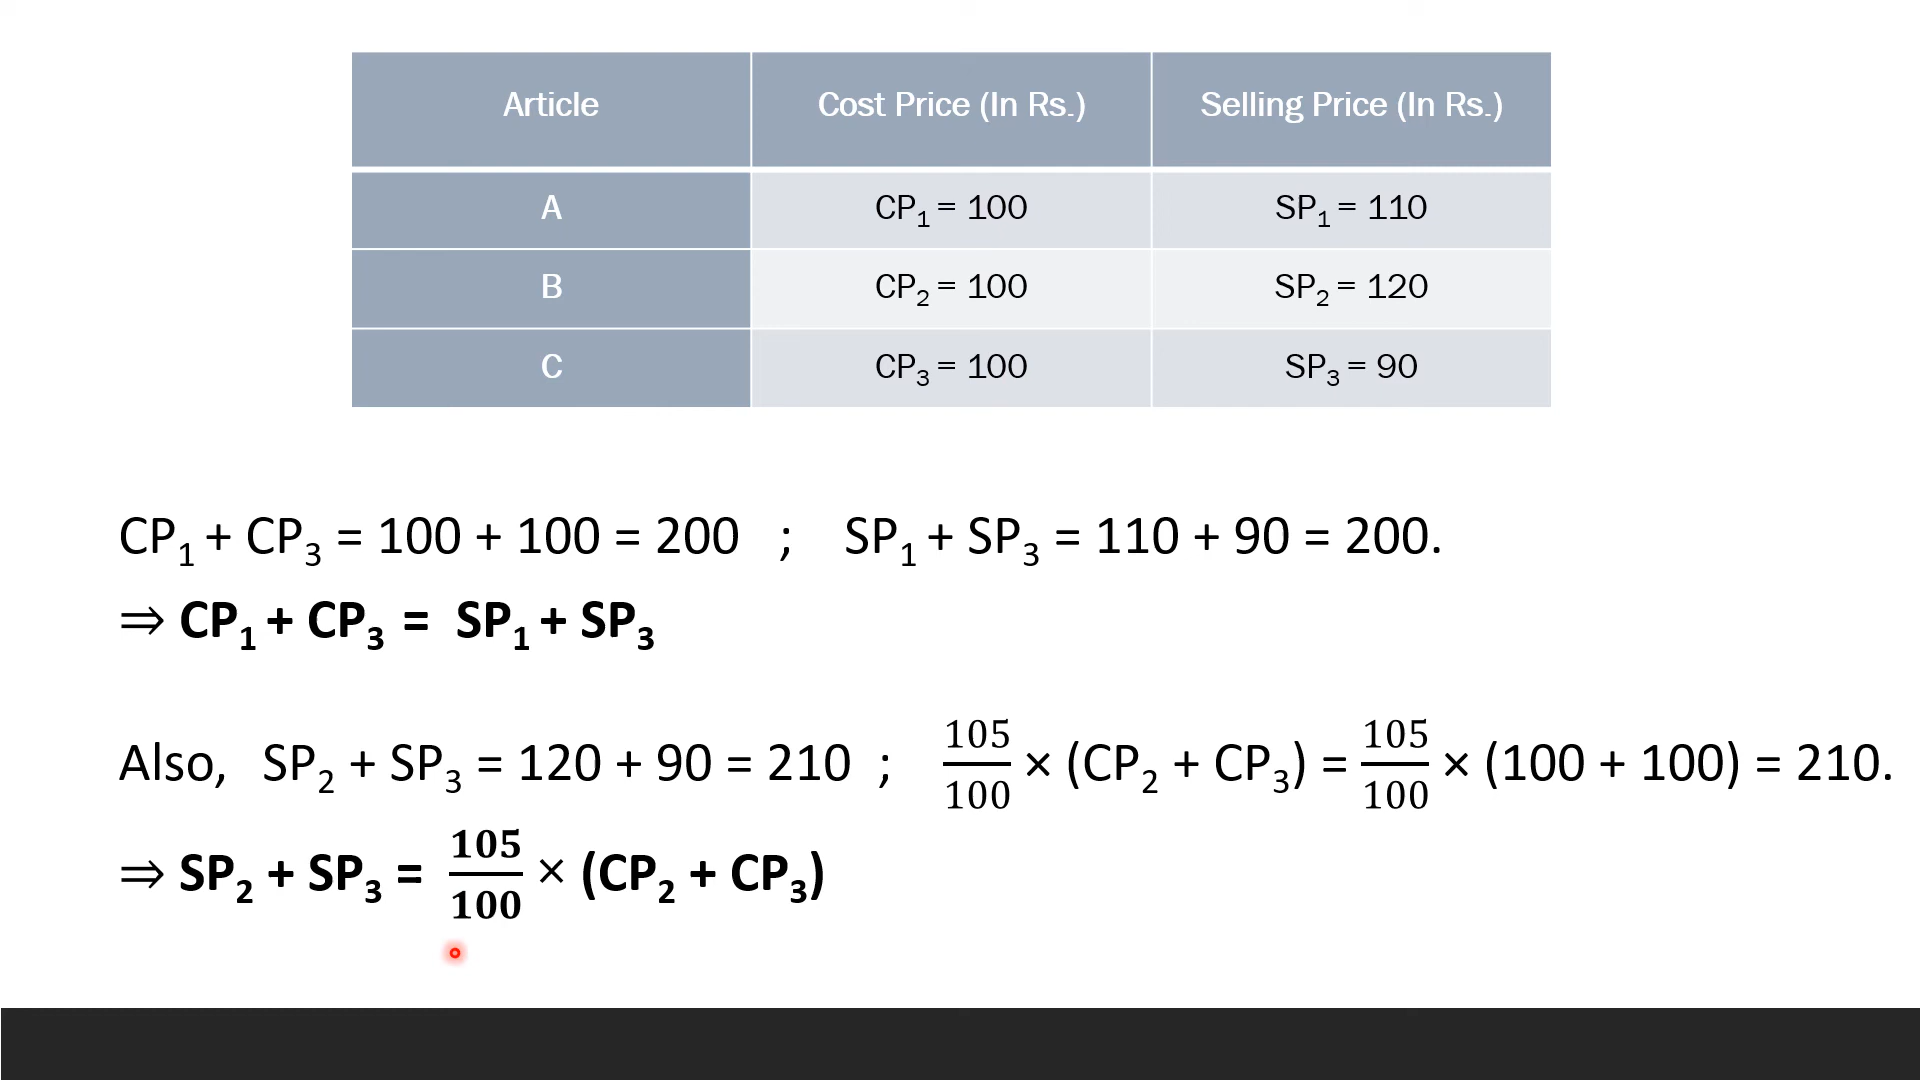 Article Cost Price (In Rs.) Selling Price (In Rs.)
A CP₁ = 100 SP₁ = 110
B CP₂ = 100 SP₂ = 120
C CP₃ = 100 SP₃ = 90
CP₁ + CP₃ = 100 + 100 = 200 ; SP₁ + SP₃ = 110 + 90 = 200.
⇒ CP₁ + CP₃ = SP₁ + SP₃
Also, SP₂ + SP₃ = 120 + 90 = 210 ; 105/100 × (CP₂ + CP₃) = 105/100 × (100 + 100) = 210.
⇒ SP₂ + SP₃ = 105/100 × (CP₂ + CP₃)